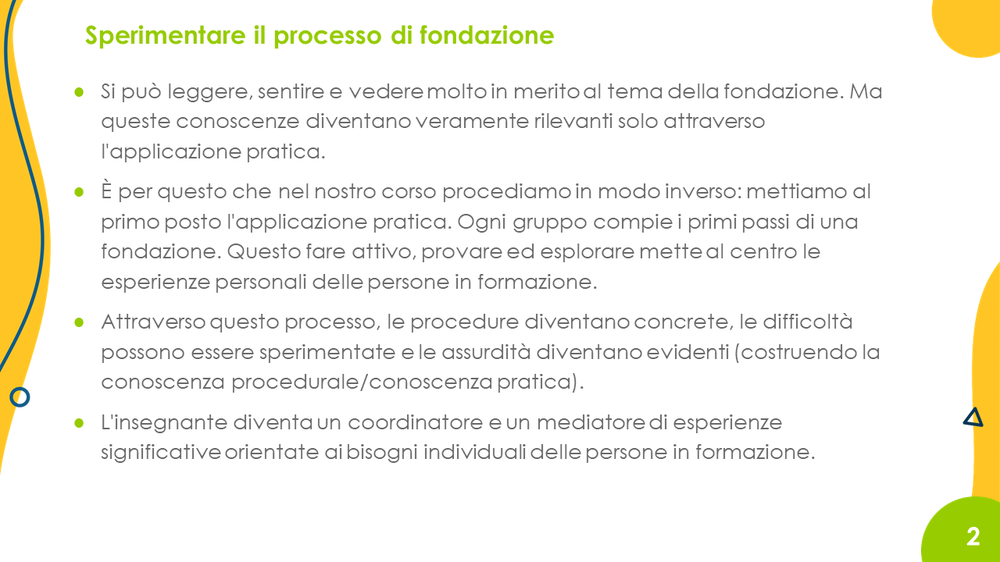 Sperimentare il processo di fondazione
● Si può leggere, sentire e vedere molto in merito al tema della fondazione. Ma
queste conoscenze diventano veramente rilevanti solo attraverso
l'applicazione pratica.
● È per questo che nel nostro corso procediamo in modo inverso: mettiamo al
primo posto l'applicazione pratica. Ogni gruppo compie i primi passi di una
fondazione. Questo fare attivo, provare ed esplorare mette al centro le
esperienze personali delle persone in formazione.
● Attraverso questo processo, le procedure diventano concrete, le difficoltà
possono essere sperimentate e le assurdità diventano evidenti (costruendo la
conoscenza procedurale/conoscenza pratica).
● L'insegnante diventa un coordinatore e un mediatore di esperienze
significative orientate ai bisogni individuali delle persone in formazione.
2